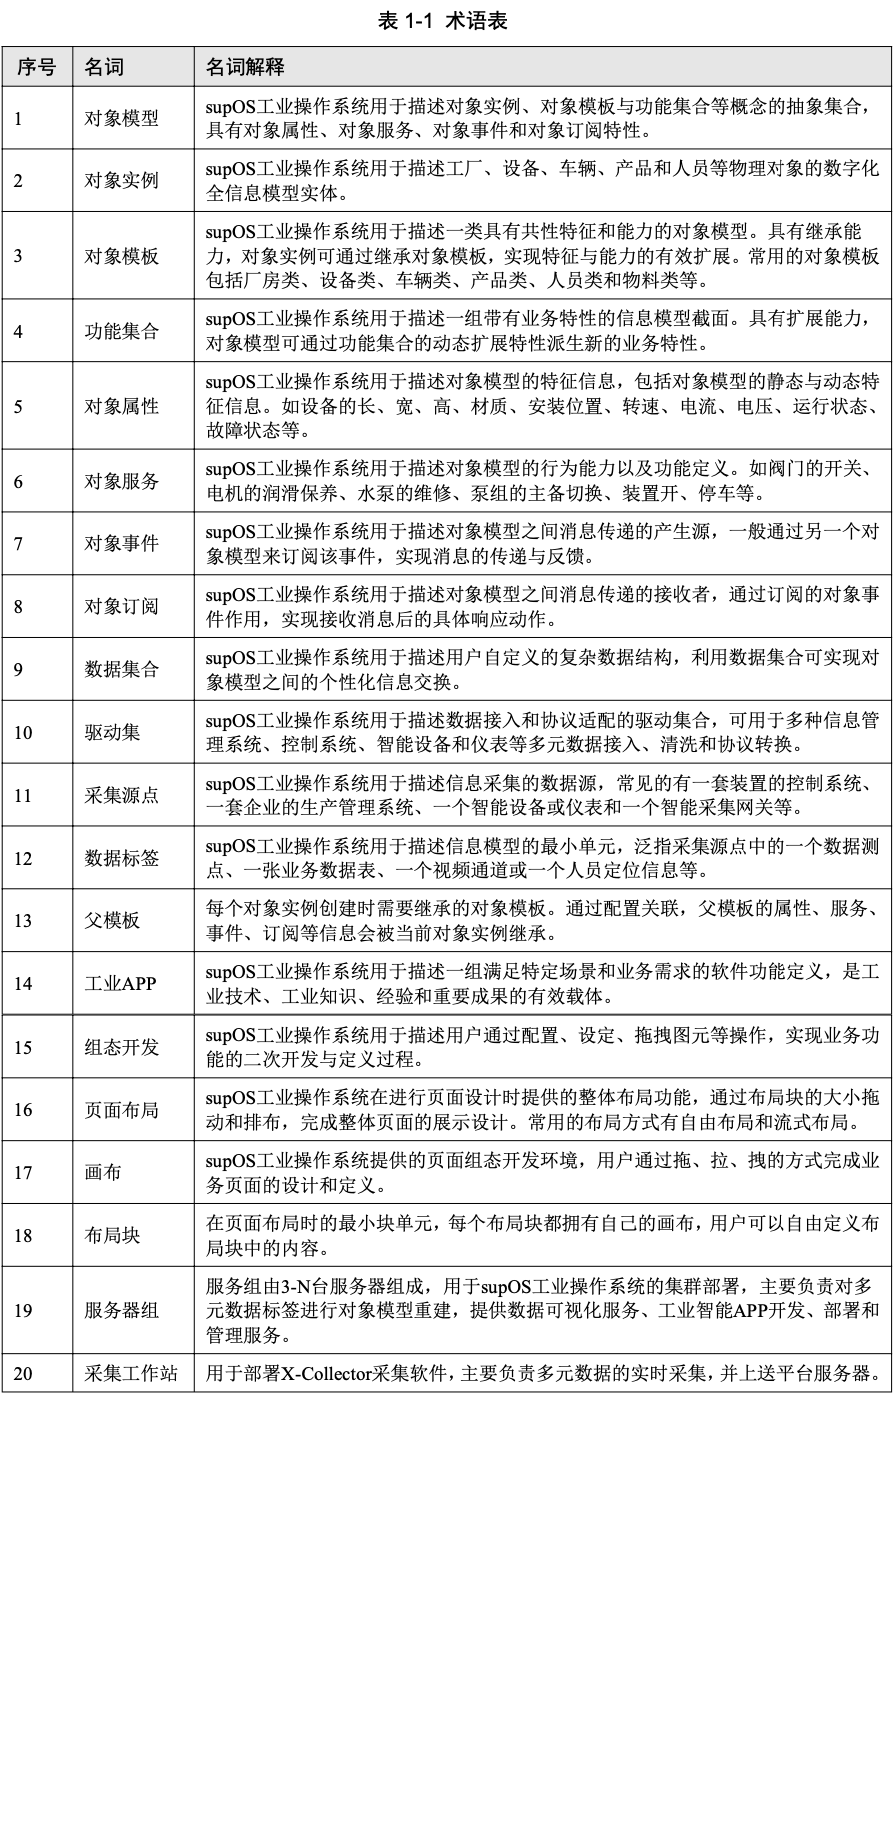 表 1-1 术语表
序号 名词 名词解释
1 对象模型 supOS工业操作系统用于描述对象实例、对象模板与功能集合等概念的抽象集合，
具有对象属性、对象服务、对象事件和对象订阅特性。
2 对象实例 supOS工业操作系统用于描述工厂、设备、车辆、产品和人员等物理对象的数字化
全信息模型实体。
3 对象模板 supOS工业操作系统用于描述一类具有共性特征和能力的对象模型。具有继承能
力，对象实例可通过继承对象模板，实现特征与能力的有效扩展。常用的对象模板
包括厂房类、设备类、车辆类、产品类、人员类和物料类等。
4 功能集合 supOS工业操作系统用于描述一组带有业务特性的信息模型截面。具有扩展能力，
对象模型可通过功能集合的动态扩展特性派生新的业务特性。
5 对象属性 supOS工业操作系统用于描述对象模型的特征信息，包括对象模型的静态与动态特
征信息。如设备的长、宽、高、材质、安装位置、转速、电流、电压、运行状态、
故障状态等。
6 对象服务 supOS工业操作系统用于描述对象模型的行为能力以及功能定义。如阀门的开关、
电机的润滑保养、水泵的维修、泵组的主备切换、装置开、停车等。
7 对象事件 supOS工业操作系统用于描述对象模型之间消息传递的产生源，一般通过另一个对
象模型来订阅该事件，实现消息的传递与反馈。
8 对象订阅 supOS工业操作系统用于描述对象模型之间消息传递的接收者，通过订阅的对象事
件作用，实现接收消息后的具体响应动作。
9 数据集合 supOS工业操作系统用于描述用户自定义的复杂数据结构，利用数据集合可实现对
象模型之间的个性化信息交换。
10 驱动集 supOS工业操作系统用于描述数据接入和协议适配的驱动集合，可用于多种信息管
理系统、控制系统、智能设备和仪表等多元数据接入、清洗和协议转换。
11 采集源点 supOS工业操作系统用于描述信息采集的数据源，常见的有一套装置的控制系统、
一套企业的生产管理系统、一个智能设备或仪表和一个智能采集网关等。
12 数据标签 supOS工业操作系统用于描述信息模型的最小单元，泛指采集源点中的一个数据测
点、一张业务数据表、一个视频通道或一个人员定位信息等。
13 父模板 每个对象实例创建时需要继承的对象模板。通过配置关联，父模板的属性、服务、
事件、订阅等信息会被当前对象实例继承。
14 工业APP supOS工业操作系统用于描述一组满足特定场景和业务需求的软件功能定义，是工
业技术、工业知识、经验和重要成果的有效载体。
15 组态开发 supOS工业操作系统用于描述用户通过配置、设定、拖拽图元等操作，实现业务功
能的二次开发与定义过程。
16 页面布局 supOS工业操作系统在进行页面设计时提供的整体布局功能，通过布局块的大小拖
动和排布，完成整体页面的展示设计。常用的布局方式有自由布局和流式布局。
17 画布 supOS工业操作系统提供的页面组态开发环境，用户通过拖、拉、拽的方式完成业
务页面的设计和定义。
18 布局块 在页面布局时的最小块单元，每个布局块都拥有自己的画布，用户可以自由定义布
局块中的内容。
19 服务器组 服务组由3-N台服务器组成，用于supOS工业操作系统的集群部署，主要负责对多
元数据标签进行对象模型重建，提供数据可视化服务、工业智能APP开发、部署和
管理服务。
20 采集工作站 用于部署X-Collector采集软件，主要负责多元数据的实时采集，并上送平台服务器。